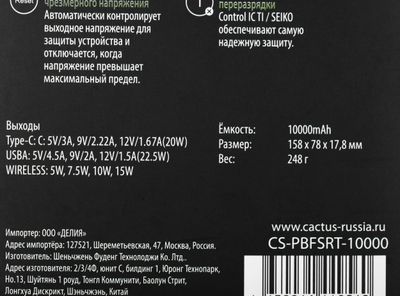 Reset
чрезмерного напряжения
Автоматически контролирует
выходное напряжение для
защиты устройства и
отключается, когда
напряжение превышает
максимальный предел.
переразрядки
Control IC TI / SEIKO
обеспечивают самую
надежную защиту.
Выходы
Type-C: C: 5V/3A, 9V/2.22A, 12V/1.67A(20W)
USBA: 5V/4.5A, 9V/2A, 12V/1.5A(22.5W)
WIRELESS: 5W, 7.5W, 10W, 15W
Ёмкость: 10000mAh
Размер: 158 x 78 x 17,8 мм
Вес: 248 г
Импортер: ООО «ДЕЛИЯ»
Адрес импортёра: 127521, Шереметьевская, 47, Москва, Россия.
Изготовитель: Шеньчжень Фуденг Технолоджи Ко. Лтд..
Адрес изготовителя: 2/3/4Ф, юнит С, билдинг 1, Юронг Технопарк,
Но.13, Шуйтянь 1 роуд, Тонгл Коммунити, Баолун Стрит,
Лонгхуа Дискрикт, Шэньчжэнь, Китай
www.cactus-russia.ru
CS-PBFSRT-10000